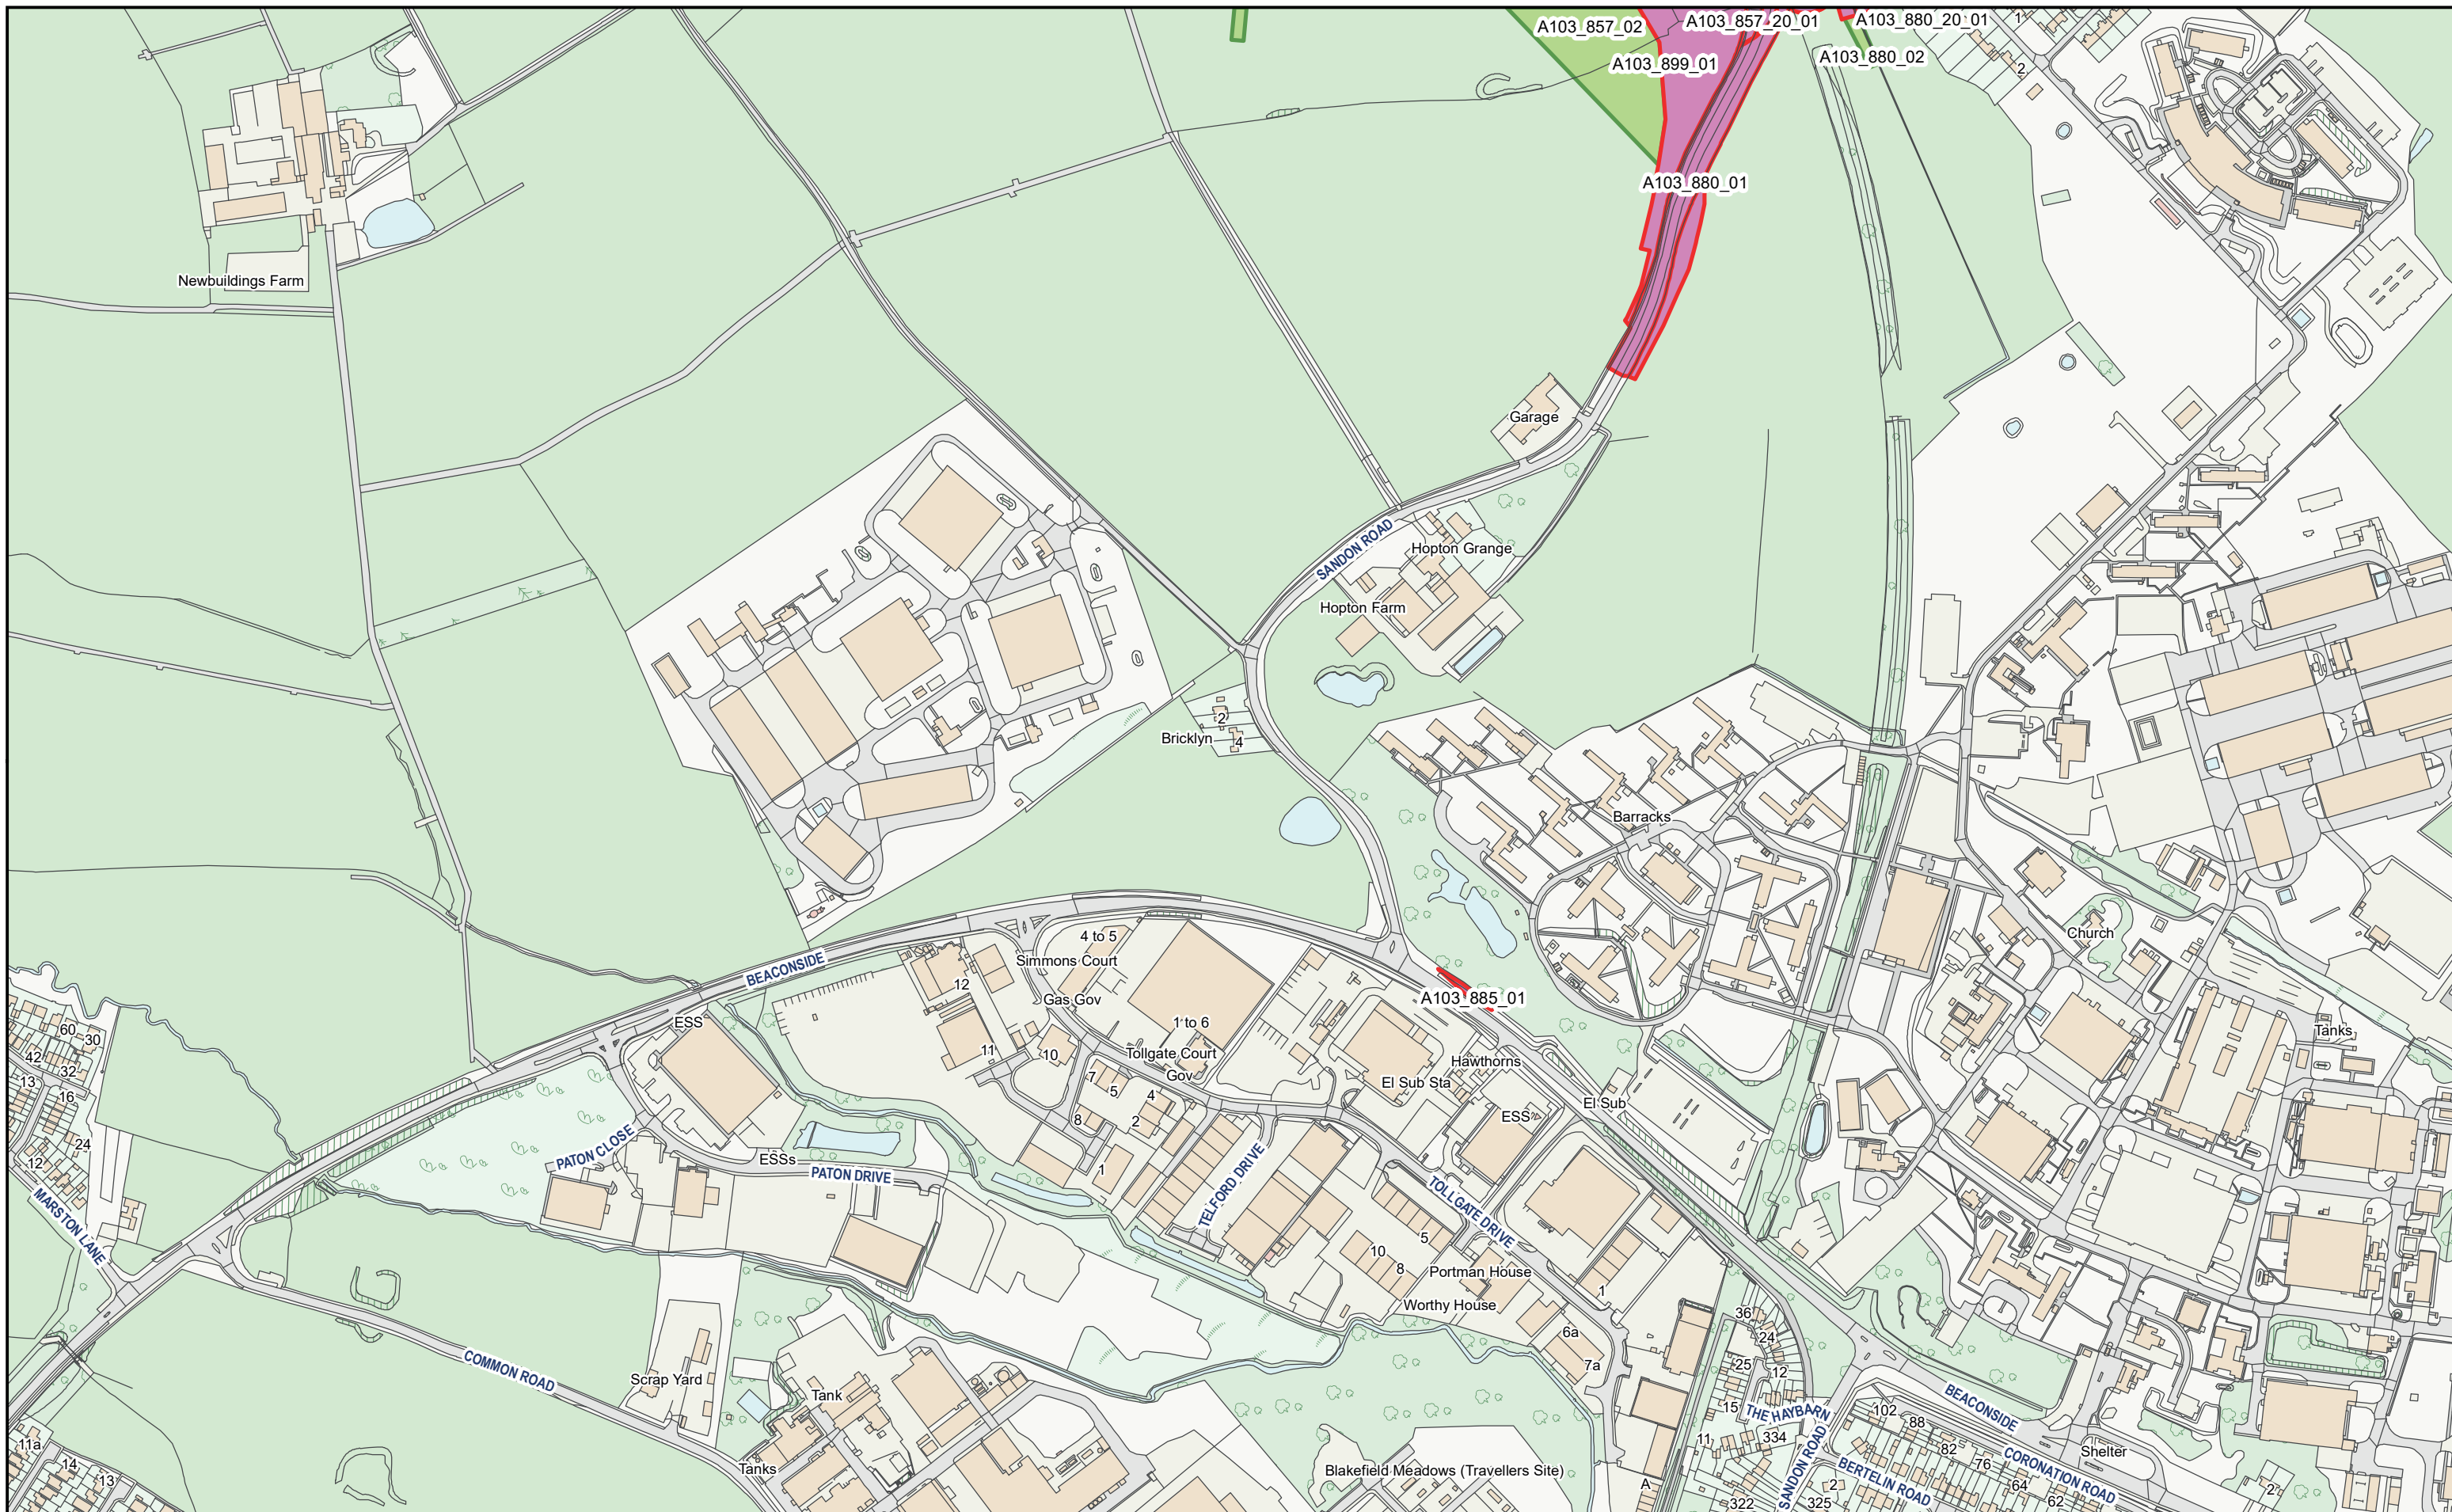 A103_857_02
A103_857_20_01
A103_880_20_01
1
A103_899_01
A103_880_02
2
A103_880_01
Newbuildings Farm
Garage
SANDON ROAD
Hopton Grange
Hopton Farm
2
Bricklyn
4
Barracks
4 to 5
Simmons Court
BEACONSIDE
12
Gas Gov
A103_885_01
Church
ESS
1 to 6
Tanks
60
30
42
32
11
10
Tollgate Court
Gov
Hawthorns
13
16
7
5
El Sub Sta
4
8
2
ESS
El Sub
24
12
PATON CLOSE
ESSs
PATON DRIVE
1
TELFORD DRIVE
TOLLGATE DRIVE
MARSTON LANE
5
10
8
Portman House
1
Worthy House
36
6a
24
7a
25
12
COMMON ROAD
Scrap Yard
Tank
15
THE HAYBARN
BEACONSIDE
102
88
11a
14
13
11
334
SANDON ROAD
82
76
CORONATION ROAD
Shelter
Tanks
Blakefield Meadows (Travellers Site)
A
2
BERTELIN ROAD
64
62
2
322
325